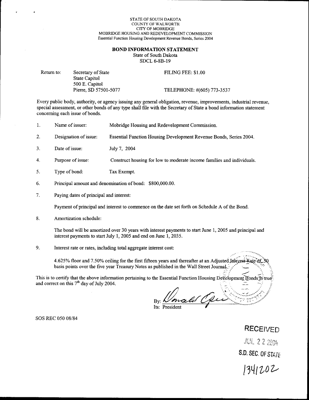 STATE OF SOUTH DAKOTA
COUNTY OF WALWORTH
CITY OF MOBRIDGE
MOBRIDGE HOUSING AND REDEVELOPMENT COMMISSION
Essential Function Housing Development Revenue Bonds, Series 2004
BOND INFORMATION STATEMENT
State of South Dakota
SDCL 6-8B-19
Return to: Secretary of State FILING FEE: $1.00
State Capitol
500 E. Capitol
Pierre, SD 57501-5077 TELEPHONE: #(605) 773-3537
Every public body, authority, or agency issuing any general obligation, revenue, improvements, industrial revenue,
special assessment, or other bonds of any type shall file with the Secretary of State a bond information statement
concerning each issue of bonds.
1. Name of issuer: Mobridge Housing and Redevelopment Commission.
2. Designation of issue: Essential Function Housing Development Revenue Bonds, Series 2004.
3. Date of issue: July 7, 2004
4. Purpose of issue: Construct housing for low to moderate income families and individuals.
5. Type of bond: Tax Exempt.
6. Principal amount and denomination of bond: $800,000.00.
7. Paying dates of principal and interest:
Payment of principal and interest to commence on the date set forth on Schedule A of the Bond.
8. Amortization schedule:
The bond will be amortized over 30 years with interest payments to start June 1, 2005 and principal and
interest payments to start July 1, 2005 and end on June 1, 2035.
9. Interest rate or rates, including total aggregate interest cost:
4.625% floor and 7.50% ceiling for the first fifteen years and thereafter at an Adjusted Interest Rate of
basis points over the five year Treasury Notes as published in the Wall Street Journal.
This is to certify that the above information pertaining to the Essential Function Housing Development Bonds is true
and correct on this 7th day of July 2004.
By:
Its: President
SOS REC 050 08/84
RECEIVED
JUL 22 2004
S.D. SEC. OF STATE
1341202